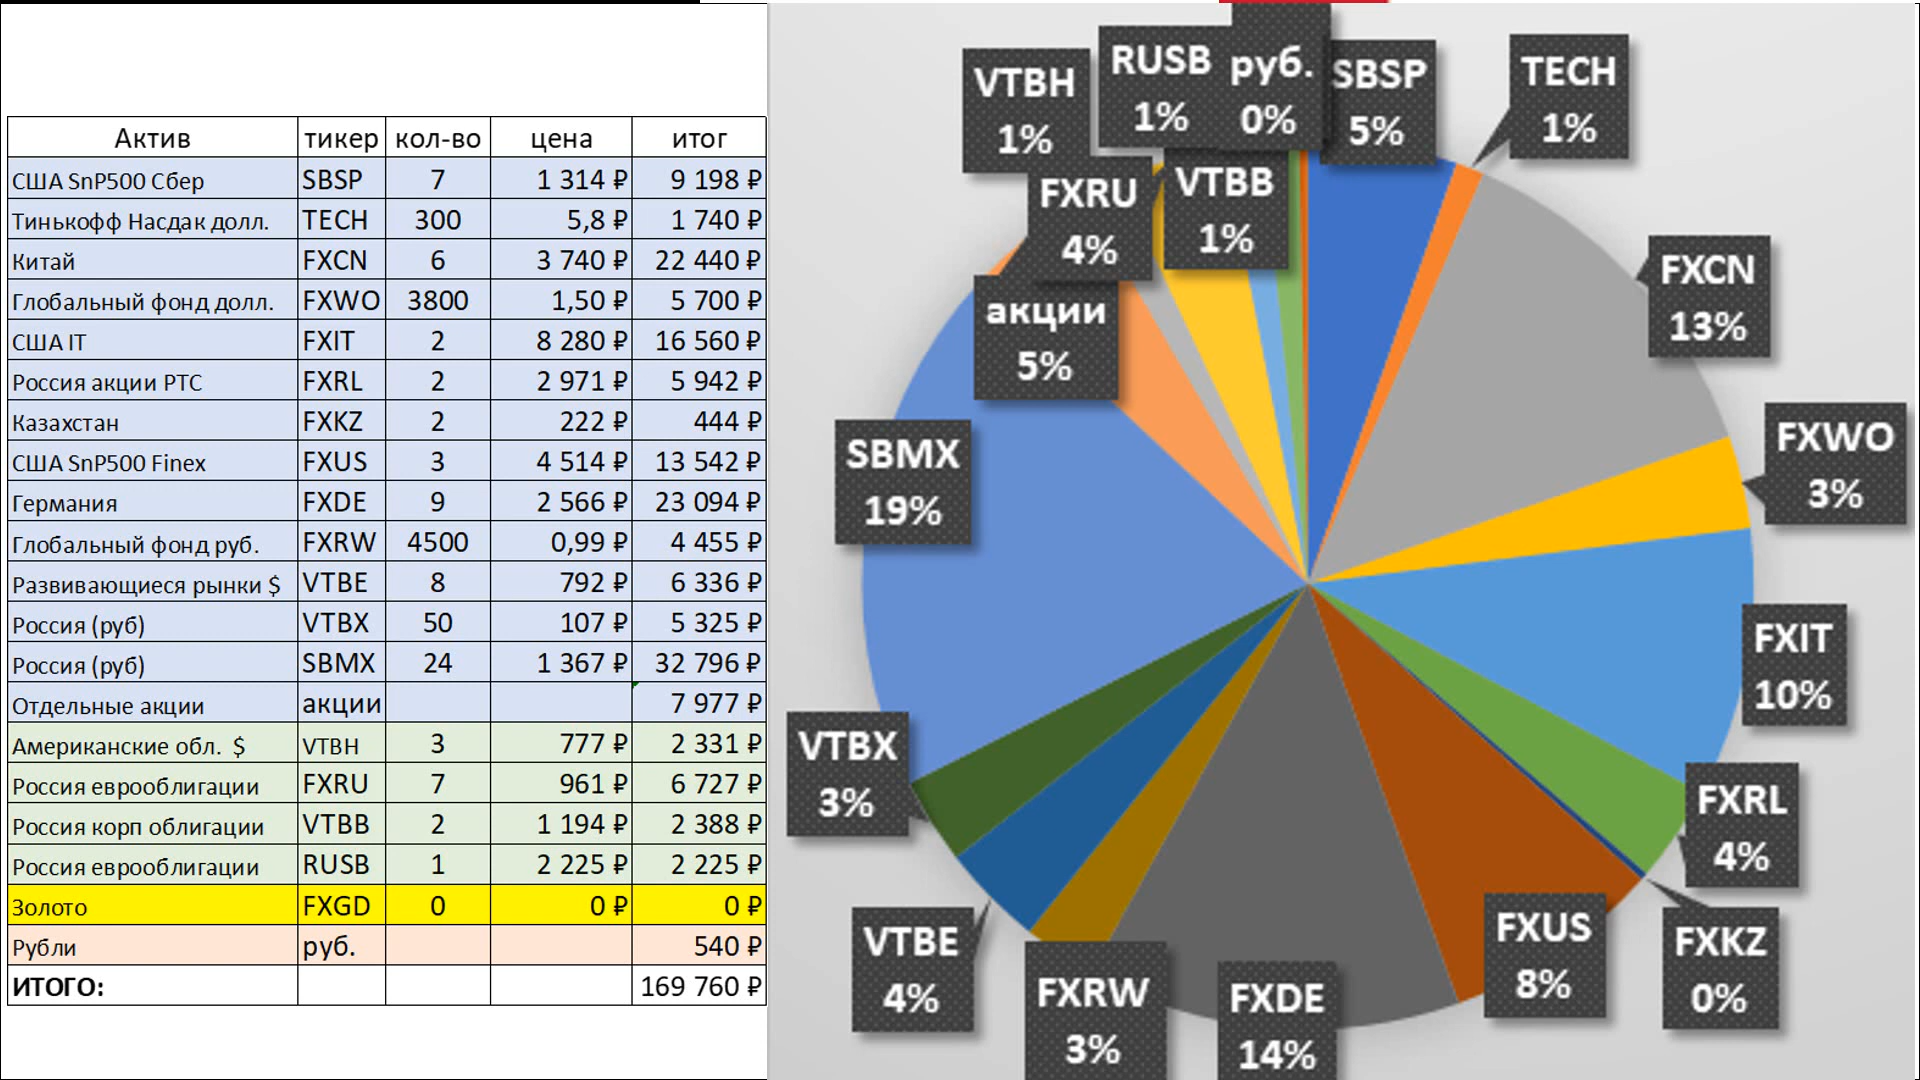 Актив тикер кол-во цена итог
США SnP500 Сбер SBSP 7 1 314 ₽ 9 198 ₽
Тинькофф Насдак долл. TECH 300 5,8 ₽ 1 740 ₽
Китай FXCN 6 3 740 ₽ 22 440 ₽
Глобальный фонд долл. FXWO 3800 1,50 ₽ 5 700 ₽
США IT FXIT 2 8 280 ₽ 16 560 ₽
Россия акции РТС FXRL 2 2 971 ₽ 5 942 ₽
Казахстан FXKZ 2 222 ₽ 444 ₽
США SnP500 Finex FXUS 3 4 514 ₽ 13 542 ₽
Германия FXDE 9 2 566 ₽ 23 094 ₽
Глобальный фонд руб. FXRW 4500 0,99 ₽ 4 455 ₽
Развивающиеся рынки $ VTBE 8 792 ₽ 6 336 ₽
Россия (руб) VTBX 50 107 ₽ 5 325 ₽
Россия (руб) SBMX 24 1 367 ₽ 32 796 ₽
Отдельные акции акции 7 977 ₽
Американские обл. $ VTBH 3 777 ₽ 2 331 ₽
Россия еврооблигации FXRU 7 961 ₽ 6 727 ₽
Россия корп облигации VTBB 2 1 194 ₽ 2 388 ₽
Россия еврооблигации RUSB 1 2 225 ₽ 2 225 ₽
Золото FXGD 0 0 ₽ 0 ₽
Рубли руб. 540 ₽
ИТОГО: 169 760 ₽
VTBH
1%
RUSB
1%
руб.
0%
SBSP
5%
TECH
1%
FXRU
4%
VTBB
1%
акции
5%
FXCN
13%
SBMX
19%
FXWO
3%
FXIT
10%
VTBX
3%
FXRL
4%
VTBE
4%
FXRW
3%
FXDE
14%
FXUS
8%
FXKZ
0%